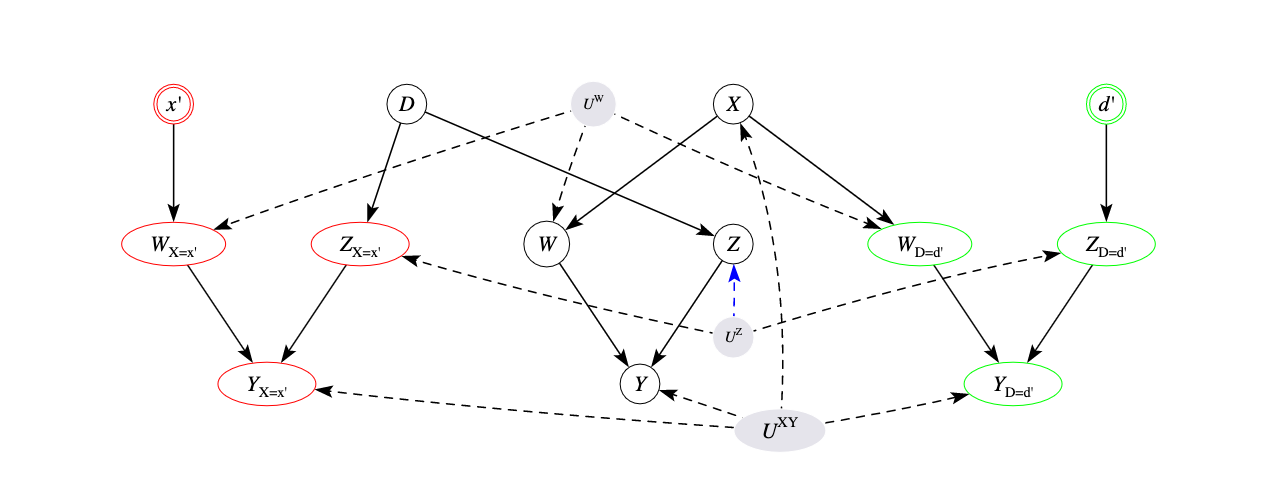 x' D U^W X d'
W_{X=x'} Z_{X=x'} W Z W_{D=d'} Z_{D=d'}
U^Z
Y_{X=x'} Y Y_{D=d'}
U^{XY}